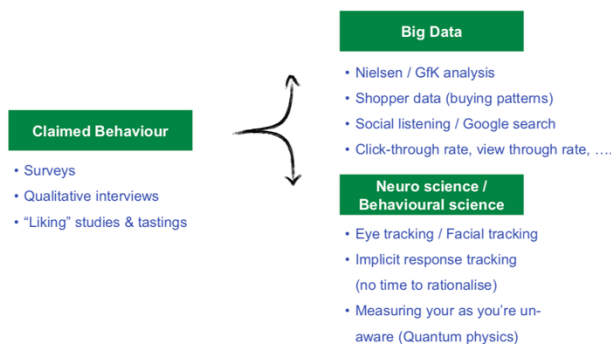 Claimed Behaviour
• Surveys
• Qualitative interviews
• “Liking” studies & tastings
Big Data
• Nielsen / GfK analysis
• Shopper data (buying patterns)
• Social listening / Google search
• Click-through rate, view through rate, ….
Neuro science /
Behavioural science
• Eye tracking / Facial tracking
• Implicit response tracking
(no time to rationalise)
• Measuring your as you’re un-
aware (Quantum physics)